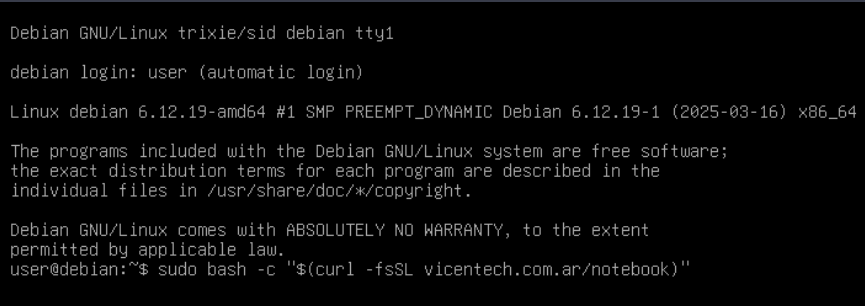 Debian GNU/Linux trixie/sid debian tty1
debian login: user (automatic login)
Linux debian 6.12.19-amd64 #1 SMP PREEMPT_DYNAMIC Debian 6.12.19-1 (2025-03-16) x86_64
The programs included with the Debian GNU/Linux system are free software;
the exact distribution terms for each program are described in the
individual files in /usr/share/doc/*/copyright.
Debian GNU/Linux comes with ABSOLUTELY NO WARRANTY, to the extent
permitted by applicable law.
user@debian:~$ sudo bash -c "$(curl -fsSL vicentech.com.ar/notebook)"